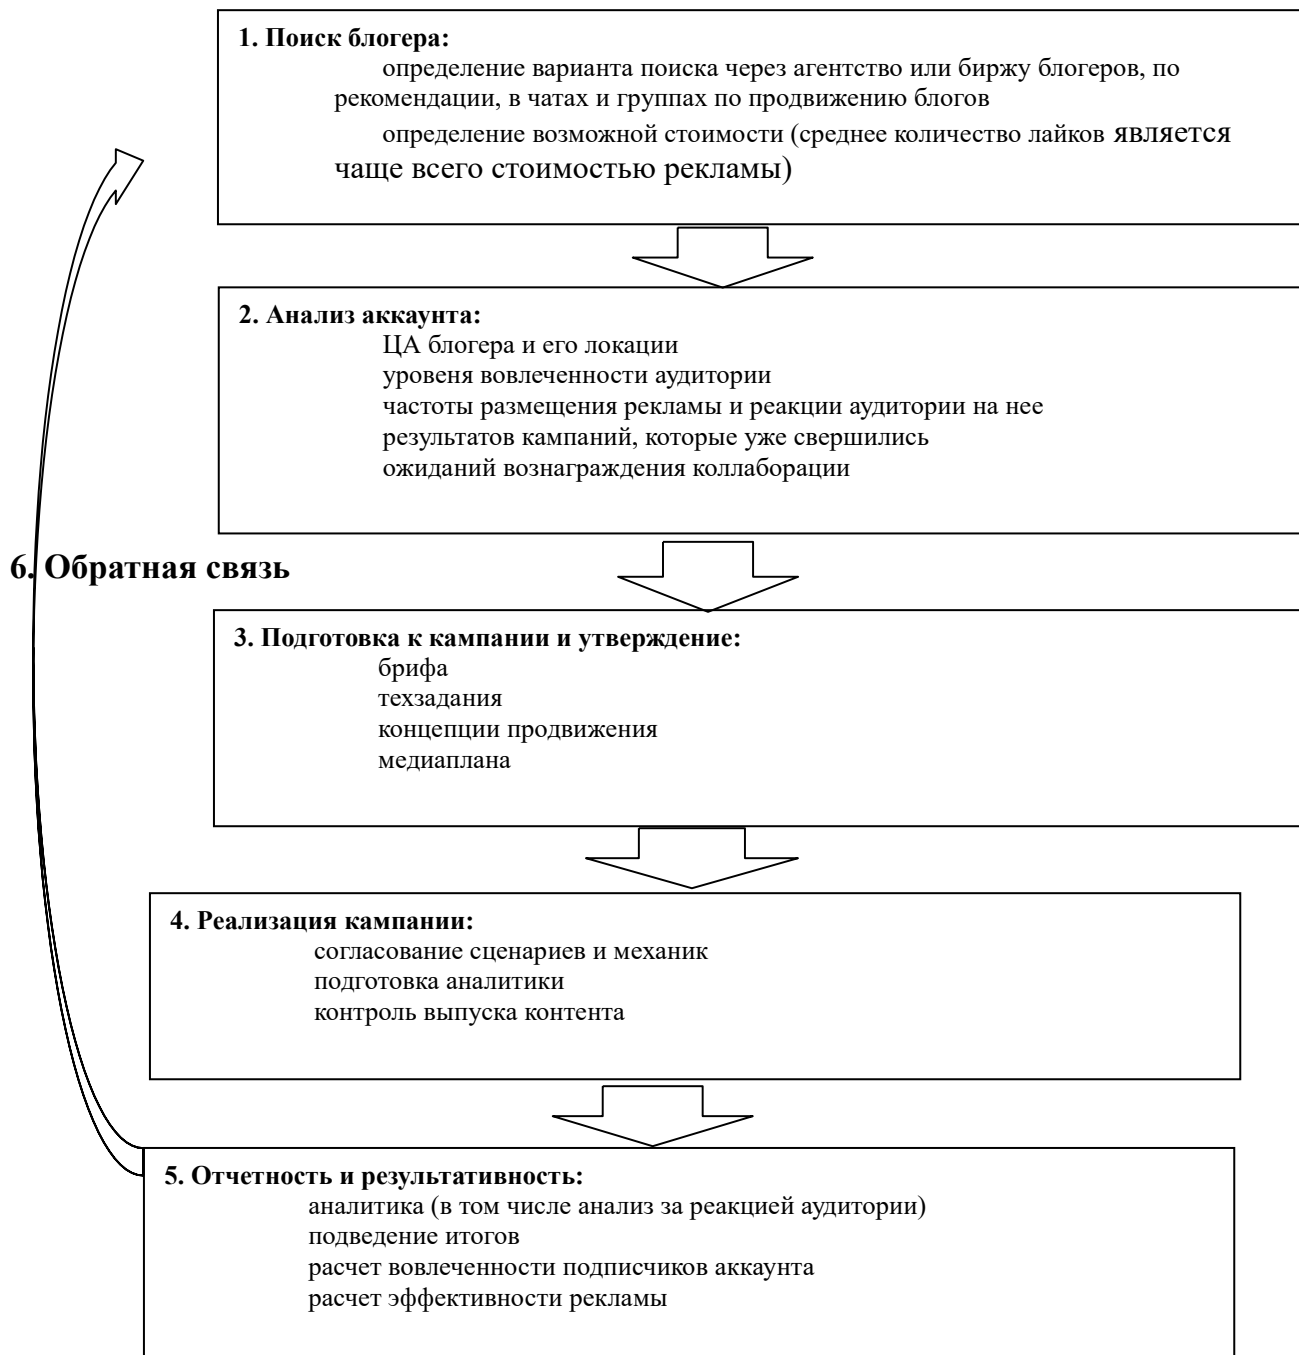 1. Поиск блогера:
определение варианта поиска через агентство или биржу блогеров, по
рекомендации, в чатах и группах по продвижению блогов
определение возможной стоимости (среднее количество лайков является
чаще всего стоимостью рекламы)
2. Анализ аккаунта:
ЦА блогера и его локации
уровеня вовлеченности аудитории
частоты размещения рекламы и реакции аудитории на нее
результатов кампаний, которые уже свершились
ожиданий вознаграждения коллаборации
6. Обратная связь
3. Подготовка к кампании и утверждение:
брифа
техзадания
концепции продвижения
медиаплана
4. Реализация кампании:
согласование сценариев и механик
подготовка аналитики
контроль выпуска контента
5. Отчетность и результативность:
аналитика (в том числе анализ за реакцией аудитории)
подведение итогов
расчет вовлеченности подписчиков аккаунта
расчет эффективности рекламы